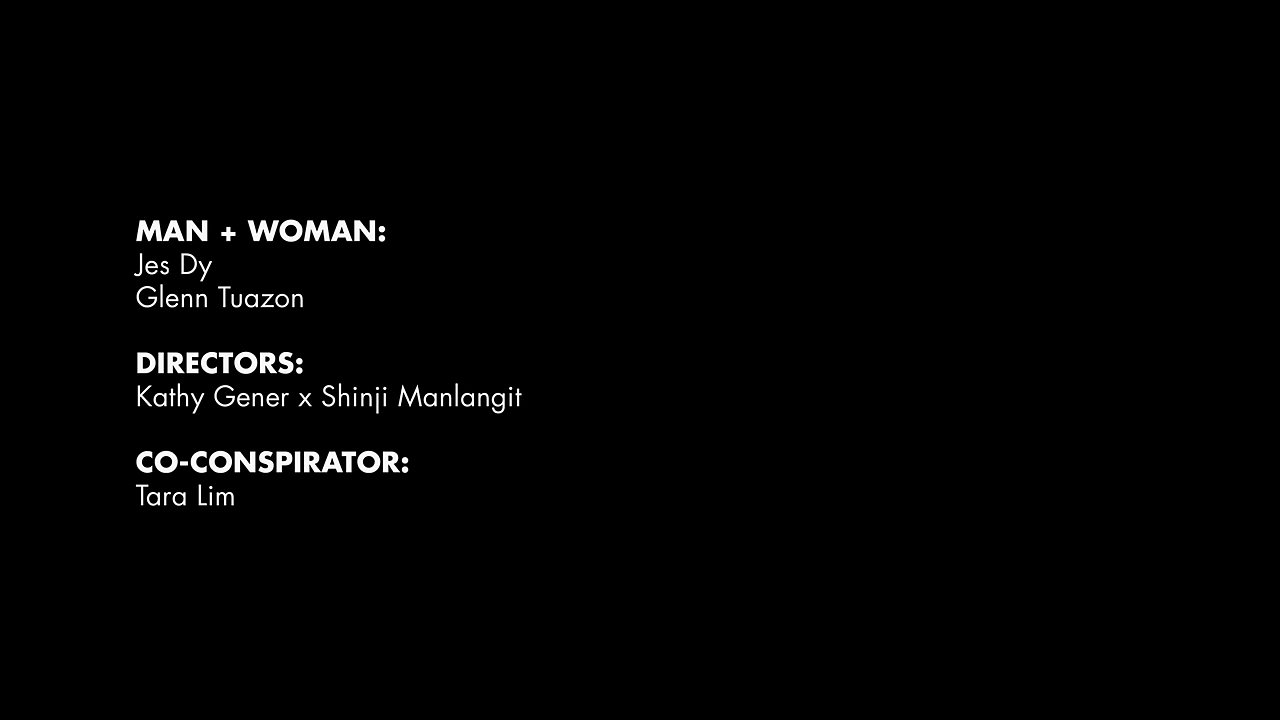 MAN + WOMAN:
Jes Dy
Glenn Tuazon
DIRECTORS:
Kathy Gener x Shinji Manlangit
CO-CONSPIRATOR:
Tara Lim